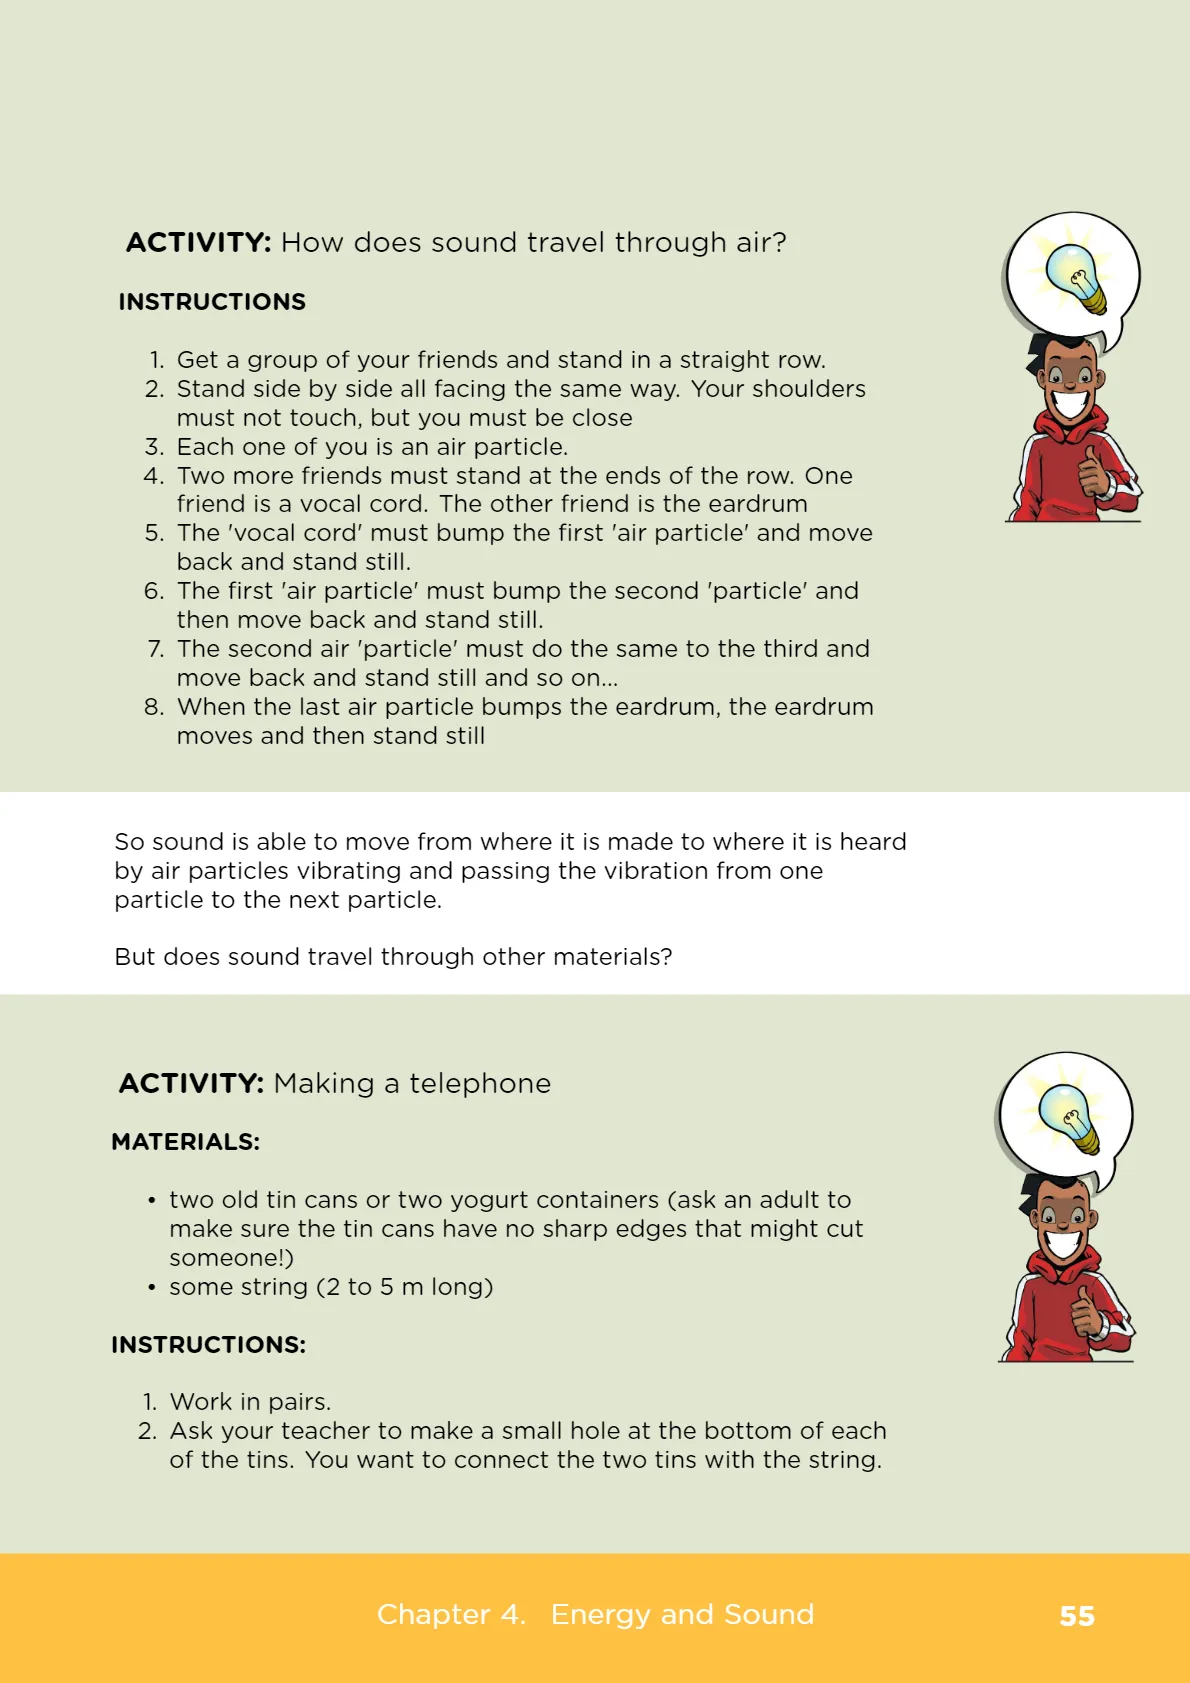 ACTIVITY: How does sound travel through air?
INSTRUCTIONS
1. Get a group of your friends and stand in a straight row.
2. Stand side by side all facing the same way. Your shoulders
must not touch, but you must be close
3. Each one of you is an air particle.
4. Two more friends must stand at the ends of the row. One
friend is a vocal cord. The other friend is the eardrum
5. The 'vocal cord' must bump the first 'air particle' and move
back and stand still.
6. The first 'air particle' must bump the second 'particle' and
then move back and stand still.
7. The second air 'particle' must do the same to the third and
move back and stand still and so on...
8. When the last air particle bumps the eardrum, the eardrum
moves and then stand still
So sound is able to move from where it is made to where it is heard
by air particles vibrating and passing the vibration from one
particle to the next particle.
But does sound travel through other materials?
ACTIVITY: Making a telephone
MATERIALS:
• two old tin cans or two yogurt containers (ask an adult to
make sure the tin cans have no sharp edges that might cut
someone!)
• some string (2 to 5 m long)
INSTRUCTIONS:
1. Work in pairs.
2. Ask your teacher to make a small hole at the bottom of each
of the tins. You want to connect the two tins with the string.
Chapter 4. Energy and Sound 55